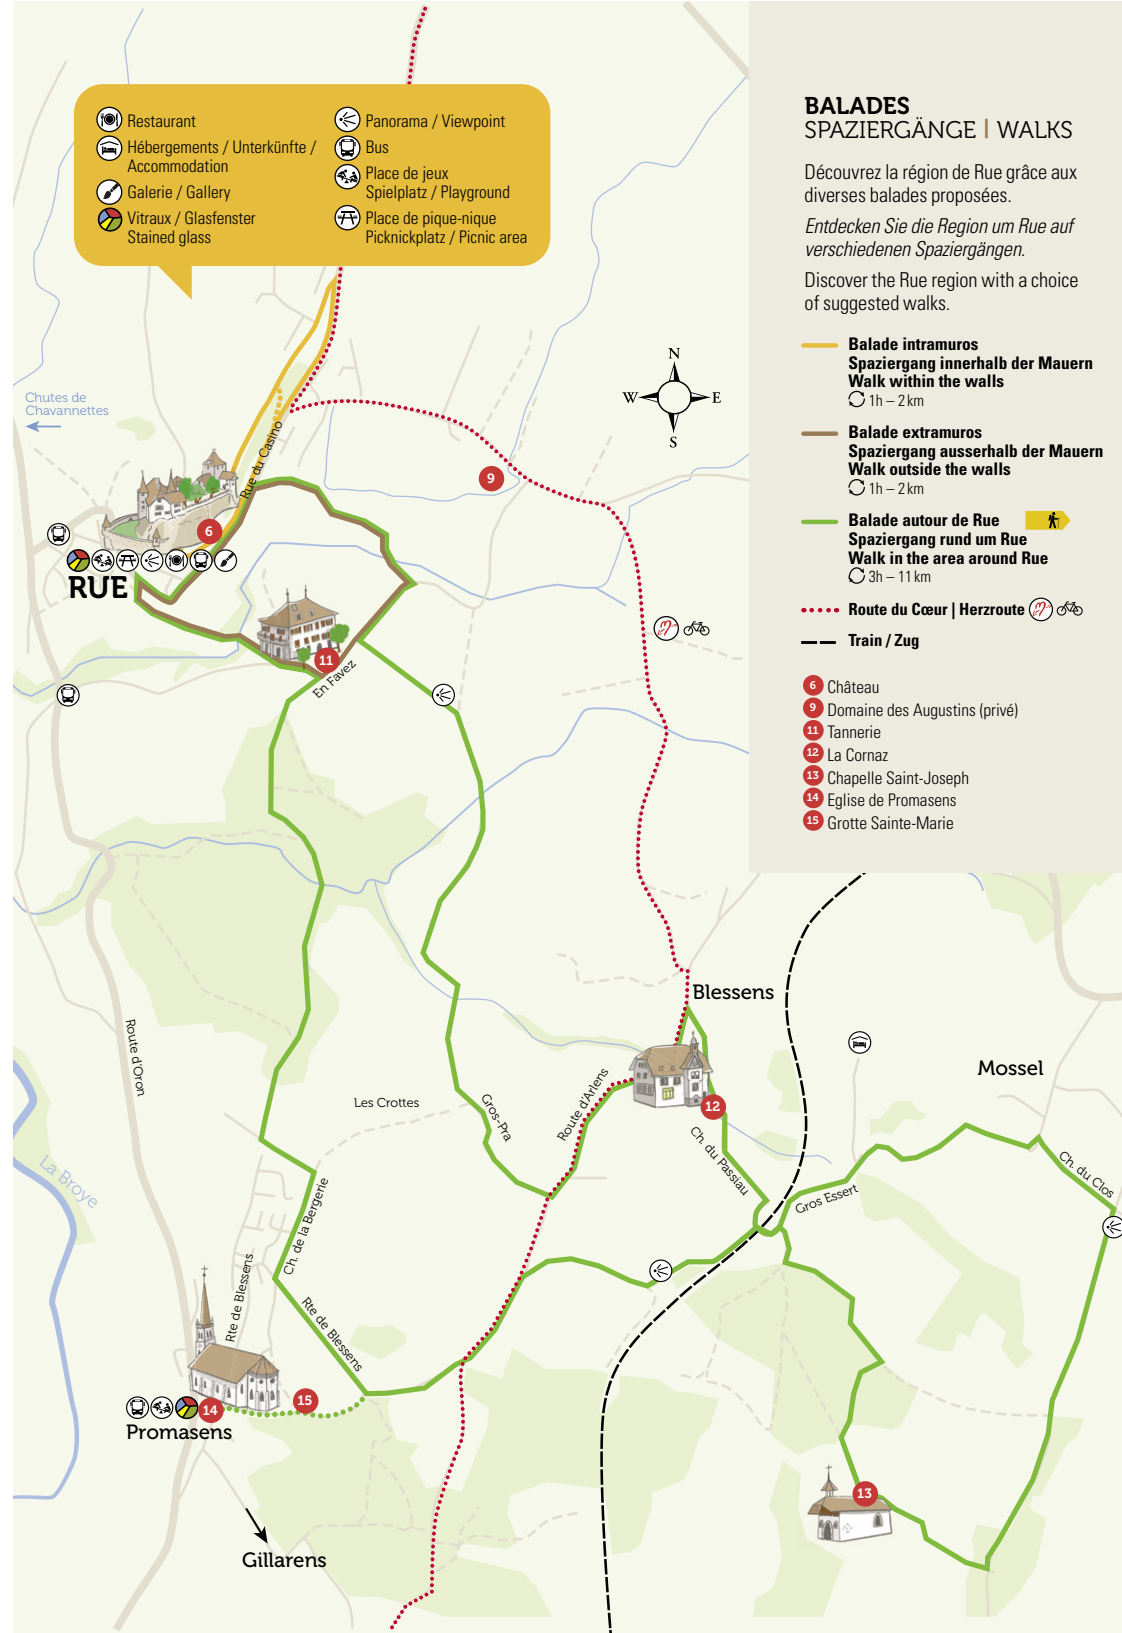 Restaurant
Hébergements / Unterkünfte /
Accommodation
Galerie / Gallery
Vitraux / Glasfenster
Stained glass
Panorama / Viewpoint
Bus
Place de jeux
Spielplatz / Playground
Place de pique-nique
Picknickplatz / Picnic area
BALADES
SPAZIERGÄNGE | WALKS
Découvrez la région de Rue grâce aux
diverses balades proposées.
Entdecken Sie die Region um Rue auf
verschiedenen Spaziergängen.
Discover the Rue region with a choice
of suggested walks.
Balade intramuros
Spaziergang innerhalb der Mauern
Walk within the walls
1h – 2 km
Balade extramuros
Spaziergang ausserhalb der Mauern
Walk outside the walls
1h – 2 km
Balade autour de Rue
Spaziergang rund um Rue
Walk in the area around Rue
3h – 11 km
Route du Cœur | Herzroute
Train / Zug
6 Château
9 Domaine des Augustins (privé)
11 Tannerie
12 La Cornaz
13 Chapelle Saint-Joseph
14 Eglise de Promasens
15 Grotte Sainte-Marie
N
W E
S
Chutes de
Chavannettes
Rue du Casino
9
6
RUE
11
En Favez
Blessens
Mossel
Route d'Oron
Les Crottes
Gros-Pra
Route d'Arlens
12
Ch. du Passiau
Gros Essert
Ch. du Clos
La Broye
Ch. de la Bergerie
Rte de Blessens
Rte de Blessens
15
14
Promasens
13
Gillarens